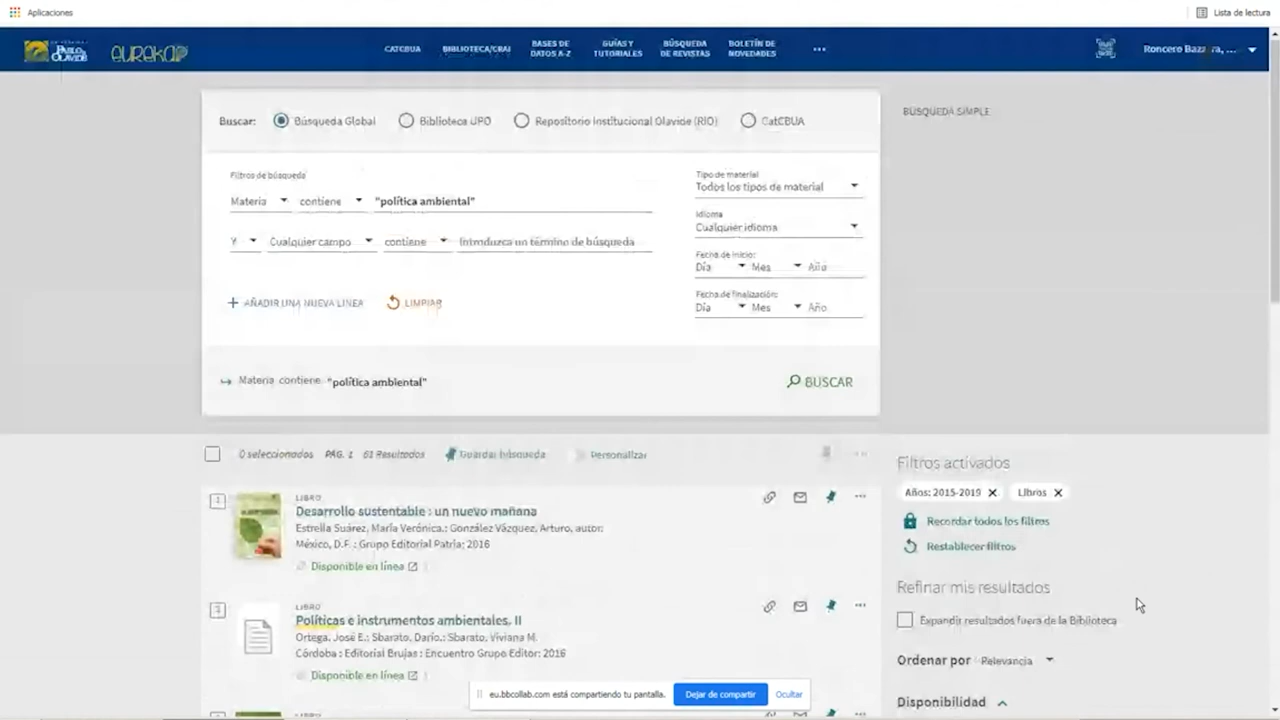 Aplicaciones
Lista de lectura
PABLO OLAVIDE
eureka
CATCBUA
BIBLIOTECA/CRAI
BASES DE DATOS A-Z
GUÍAS Y TUTORIALES
BÚSQUEDA DE REVISTAS
BOLETÍN DE NOVEDADES
Buscar:
Búsqueda Global
Biblioteca UPO
Repositorio Institucional Olavide (RIO)
CatCBUA
BÚSQUEDA SIMPLE
Filtros de búsqueda
Materia contiene "política ambiental"
Y Cualquier campo contiene Introduzca un término de búsqueda
AÑADIR UNA NUEVA LÍNEA
LIMPIAR
Tipo de material
Todos los tipos de material
Idioma
Cualquier idioma
Fecha de inicio:
Día Mes Año
Fecha de finalización:
Día Mes Año
Materia contiene "política ambiental"
BUSCAR
0 seleccionados PÁG. 1 61 Resultados
Guardar búsqueda
Personalizar
1
LIBRO
Desarrollo sustentable : un nuevo mañana
Estrella Suárez, María Verónica.; González Vázquez, Arturo, autor.
México, D.F. : Grupo Editorial Patria; 2016
Disponible en línea
LIBRO
Políticas e instrumentos ambientales. II
Ortega, José E.; Sbarato, Darío.; Sbarato, Viviana M.
Córdoba : Editorial Brujas : Encuentro Grupo Editor; 2016
Disponible en línea
Filtros activados
Años: 2015-2019
Libros
Recordar todos los filtros
Restablecer filtros
Refinar mis resultados
Expandir resultados fuera de la Biblioteca
Ordenar por Relevancia
Disponibilidad
eu.bbcollab.com está compartiendo tu pantalla.
Dejar de compartir
Ocultar